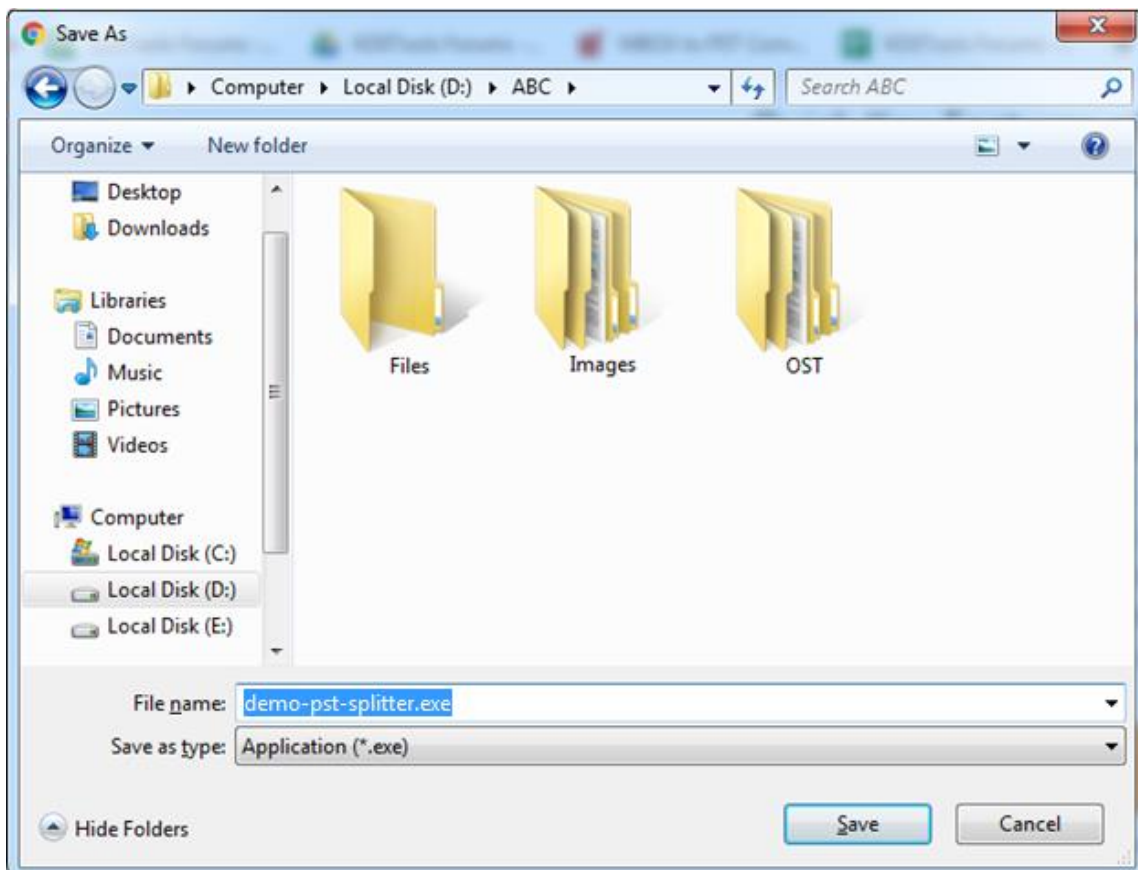 Save As
Computer Local Disk (D:) ABC Search ABC
Organize New folder
Desktop
Downloads
Libraries
Documents
Music
Pictures
Videos
Computer
Local Disk (C:)
Local Disk (D:)
Local Disk (E:)
Files Images OST
File name: demo-pst-splitter.exe
Save as type: Application (*.exe)
Hide Folders Save Cancel